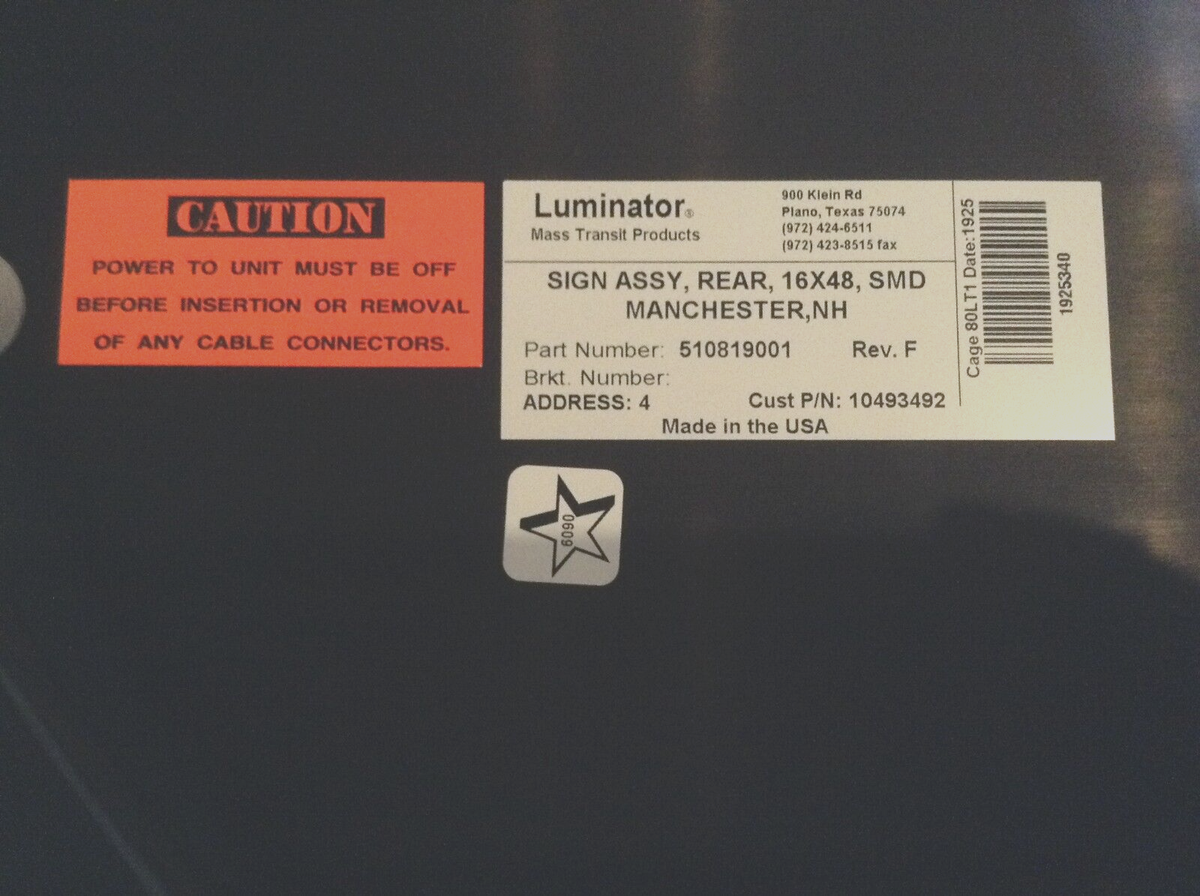 CAUTION
POWER TO UNIT MUST BE OFF
BEFORE INSERTION OR REMOVAL
OF ANY CABLE CONNECTORS.
Luminator®
Mass Transit Products
900 Klein Rd
Plano, Texas 75074
(972) 424-6511
(972) 423-8515 fax
SIGN ASSY, REAR, 16X48, SMD
MANCHESTER,NH
Part Number: 510819001 Rev. F
Brkt. Number:
ADDRESS: 4 Cust P/N: 10493492
Made in the USA
Cage 80LT1 Date:1925
1925340
6090